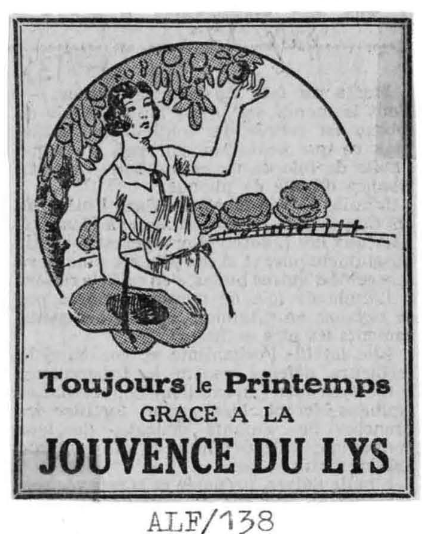 Toujours le Printemps
GRACE A LA
JOUVENCE DU LYS
ALF/138